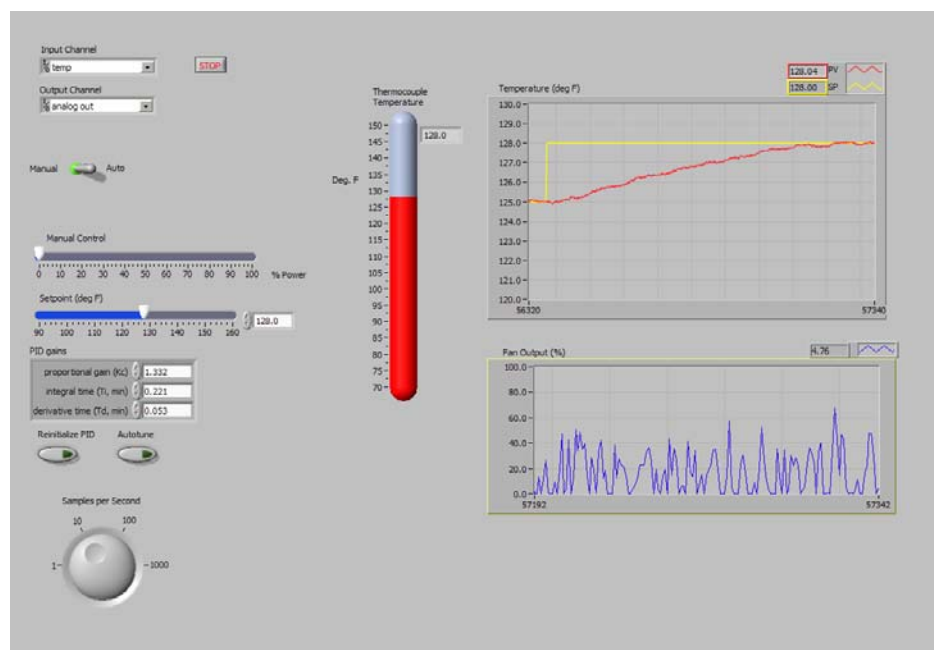 Input Channel
temp
STOP
Output Channel
analog out
Manual Auto
Manual Control
0 10 20 30 40 50 60 70 80 90 100 % Power
Setpoint (deg F)
90 100 110 120 130 140 150 160
128.0
PID gains
proportional gain (Kc) 1.332
integral time (Ti, min) 0.221
derivative time (Td, min) 0.053
Reinitialize PID Autotune
Samples per Second
10 100
1 1000
Thermocouple
Temperature
128.0
Deg. F
150
145
140
135
130
125
120
115
110
105
100
95
90
85
80
75
70
128.04 PV
128.00 SP
Temperature (deg F)
130.0
129.0
128.0
127.0
126.0
125.0
124.0
123.0
122.0
121.0
120.0
56320 57340
Fan Output (%) 4.76
100.0
80.0
60.0
40.0
20.0
0.0
57192 57342